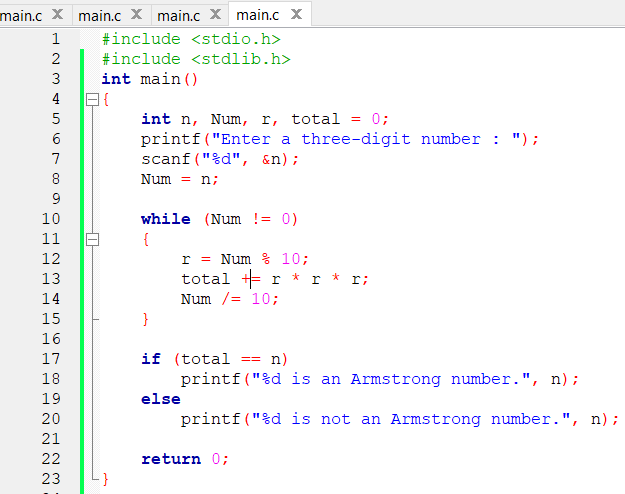 main.c X main.c X main.c X main.c X
1 #include <stdio.h>
2 #include <stdlib.h>
3 int main()
4 {
5 int n, Num, r, total = 0;
6 printf("Enter a three-digit number : ");
7 scanf("%d", &n);
8 Num = n;
9
10 while (Num != 0)
11 {
12 r = Num % 10;
13 total += r * r * r;
14 Num /= 10;
15 }
16
17 if (total == n)
18 printf("%d is an Armstrong number.", n);
19 else
20 printf("%d is not an Armstrong number.", n);
21
22 return 0;
23 }